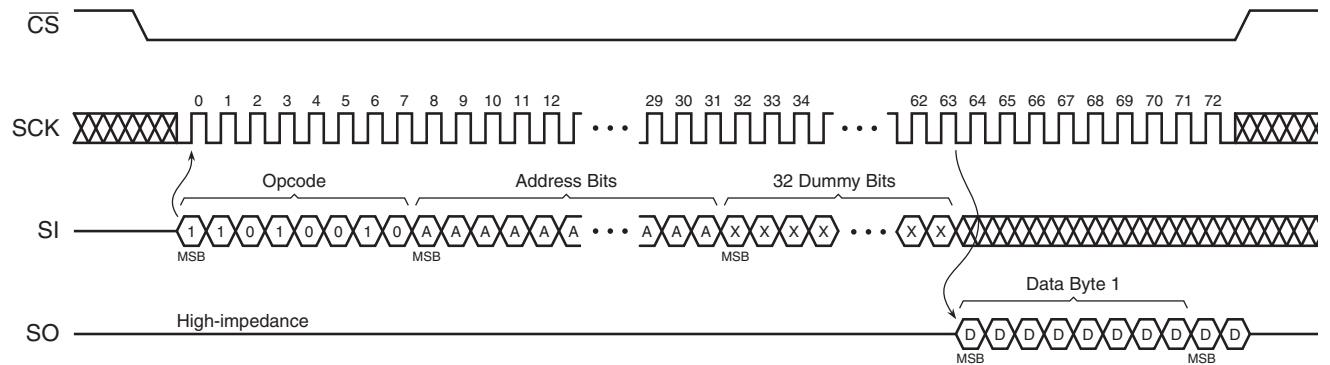 CS
0 1 2 3 4 5 6 7 8 9 10 11 12 29 30 31 32 33 34 62 63 64 65 66 67 68 69 70 71 72
SCK
Opcode Address Bits 32 Dummy Bits
SI 1 1 0 1 0 0 1 0 A A A A A A A A A X X X X X X
MSB MSB MSB
Data Byte 1
High-impedance
SO D D D D D D D D D D
MSB MSB